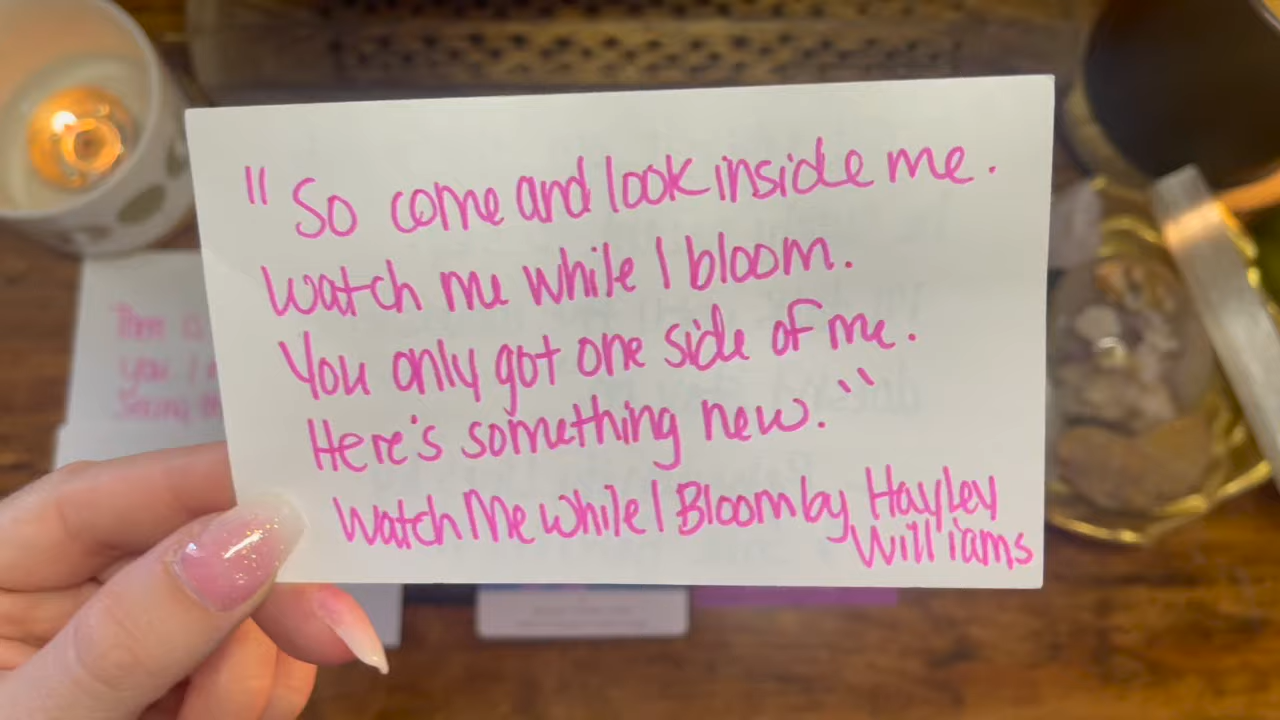 "So come and look inside me.
Watch me while I bloom.
You only got one side of me.
Here's something new."
Watch Me While I Bloom by Hayley
Williams
you I